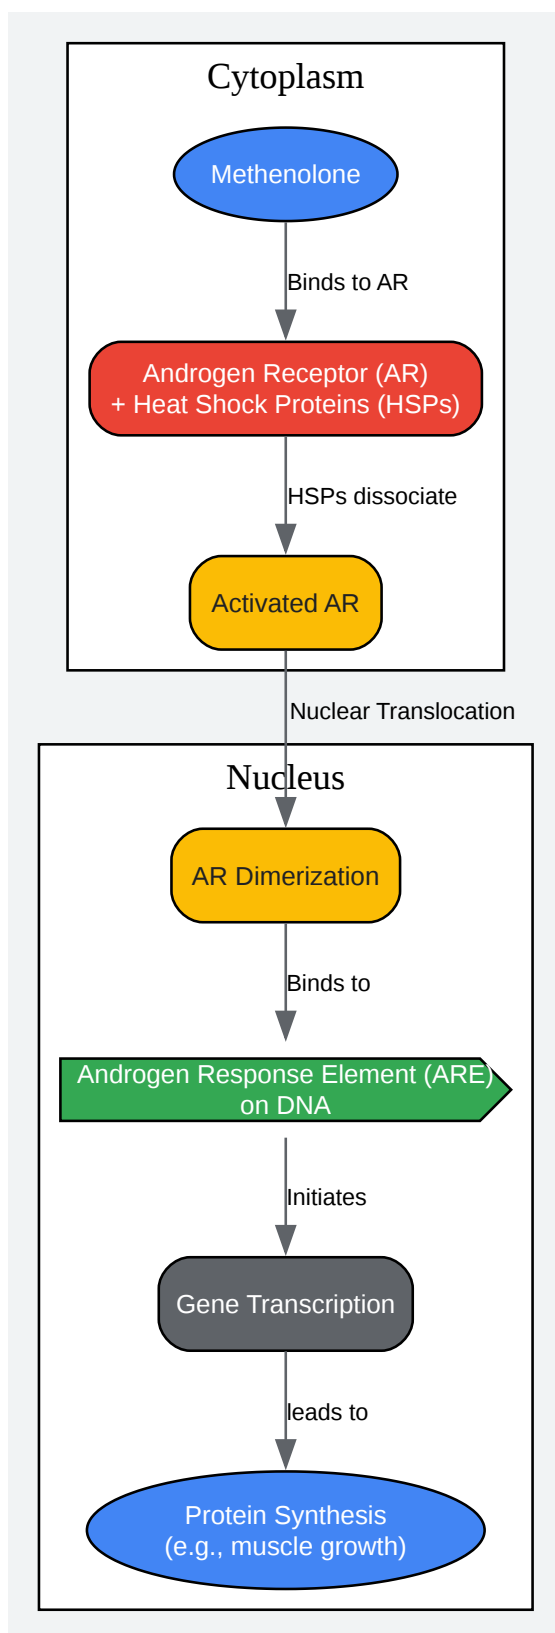 Cytoplasm
Methenolone
Binds to AR
Androgen Receptor (AR)
+ Heat Shock Proteins (HSPs)
HSPs dissociate
Activated AR
Nuclear Translocation
Nucleus
AR Dimerization
Binds to
Androgen Response Element (ARE)
on DNA
Initiates
Gene Transcription
leads to
Protein Synthesis
(e.g., muscle growth)